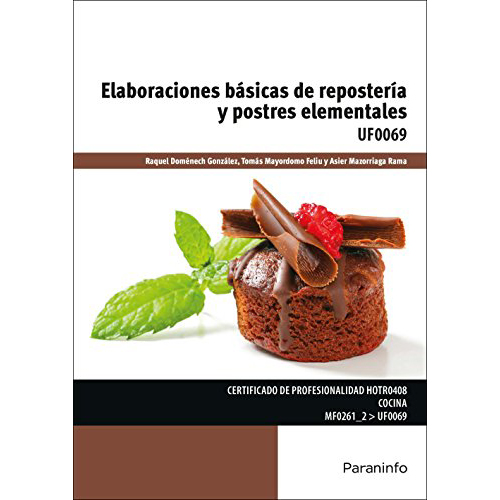 Elaboraciones básicas de repostería
y postres elementales
UF0069
Raquel Doménech González, Tomás Mayordomo Feliu y Asier Mazorriaga Rama
CERTIFICADO DE PROFESIONALIDAD HOTR0408
COCINA
MF0261_2 > UF0069
Paraninfo